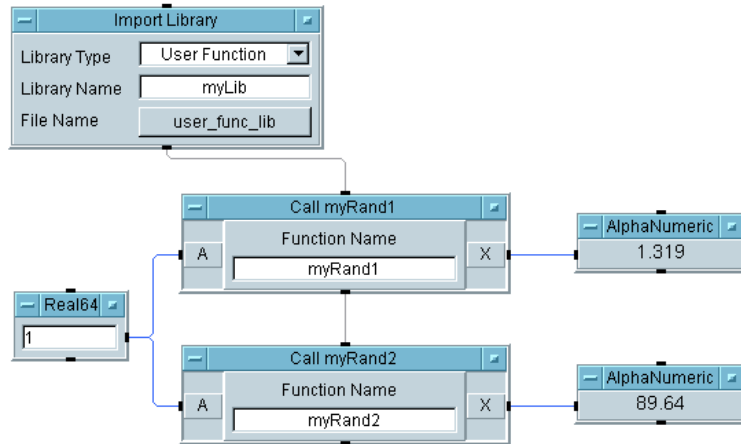 Import Library
Library Type User Function
Library Name myLib
File Name user_func_lib
Call myRand1
Function Name
A myRand1 X
AlphaNumeric
1.319
Real64
1
Call myRand2
Function Name
A myRand2 X
AlphaNumeric
89.64